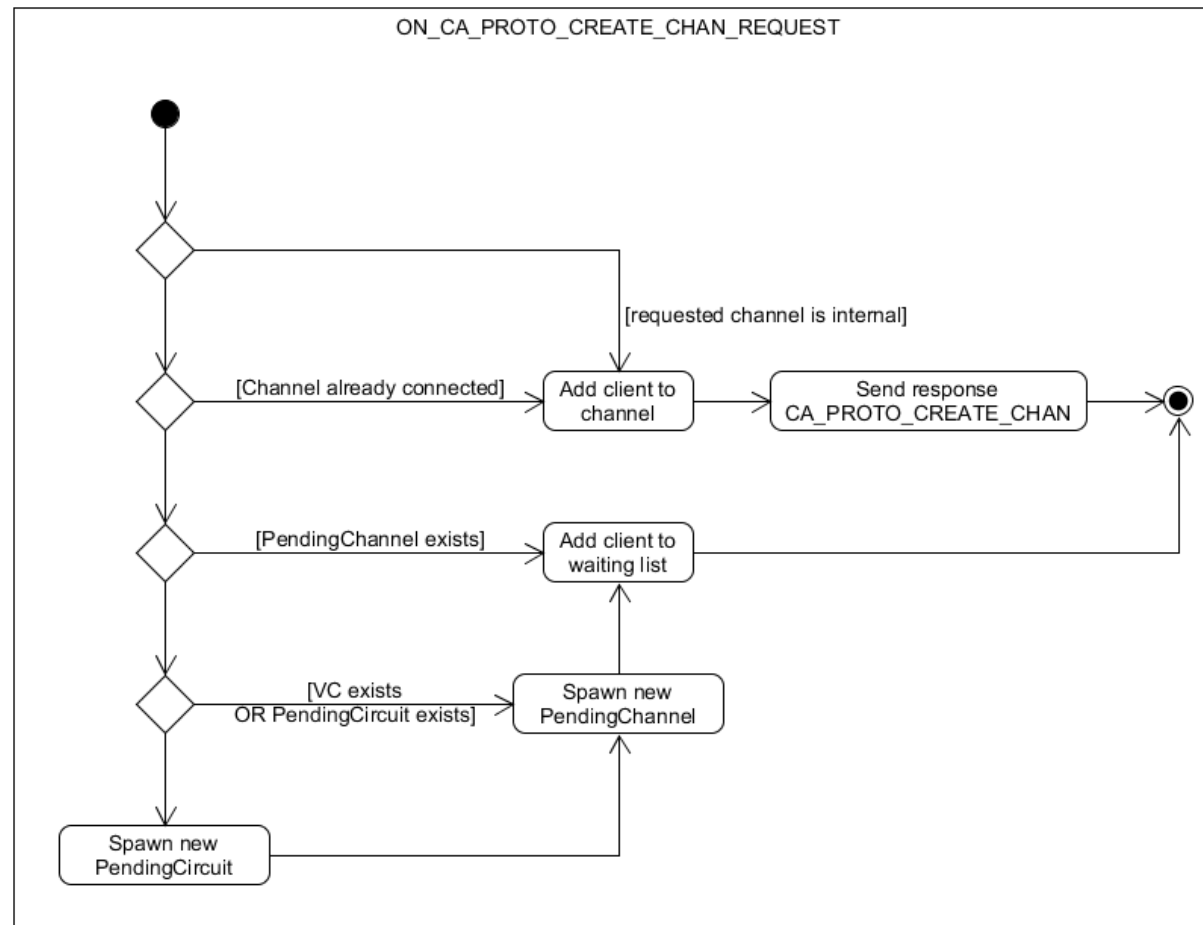 ON_CA_PROTO_CREATE_CHAN_REQUEST
[requested channel is internal]
[Channel already connected]
Add client to
channel
Send response
CA_PROTO_CREATE_CHAN
[PendingChannel exists]
Add client to
waiting list
[VC exists
OR PendingCircuit exists]
Spawn new
PendingChannel
Spawn new
PendingCircuit